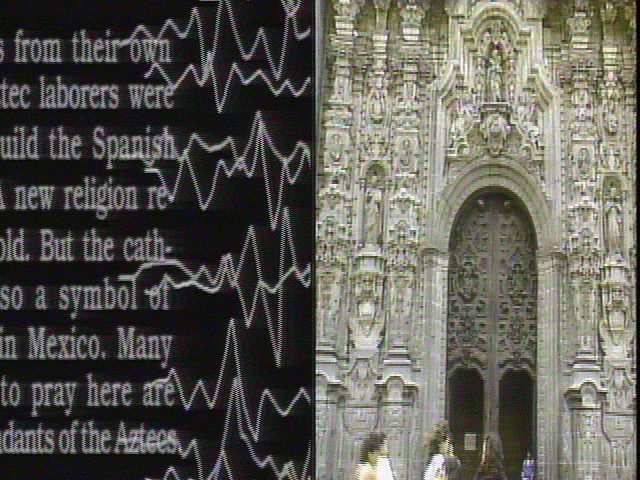 s from their own
tec laborers were
uild the Spanish
A new religion re-
old. But the cath-
so a symbol of
in Mexico. Many
to pray here are
ndants of the Aztecs.